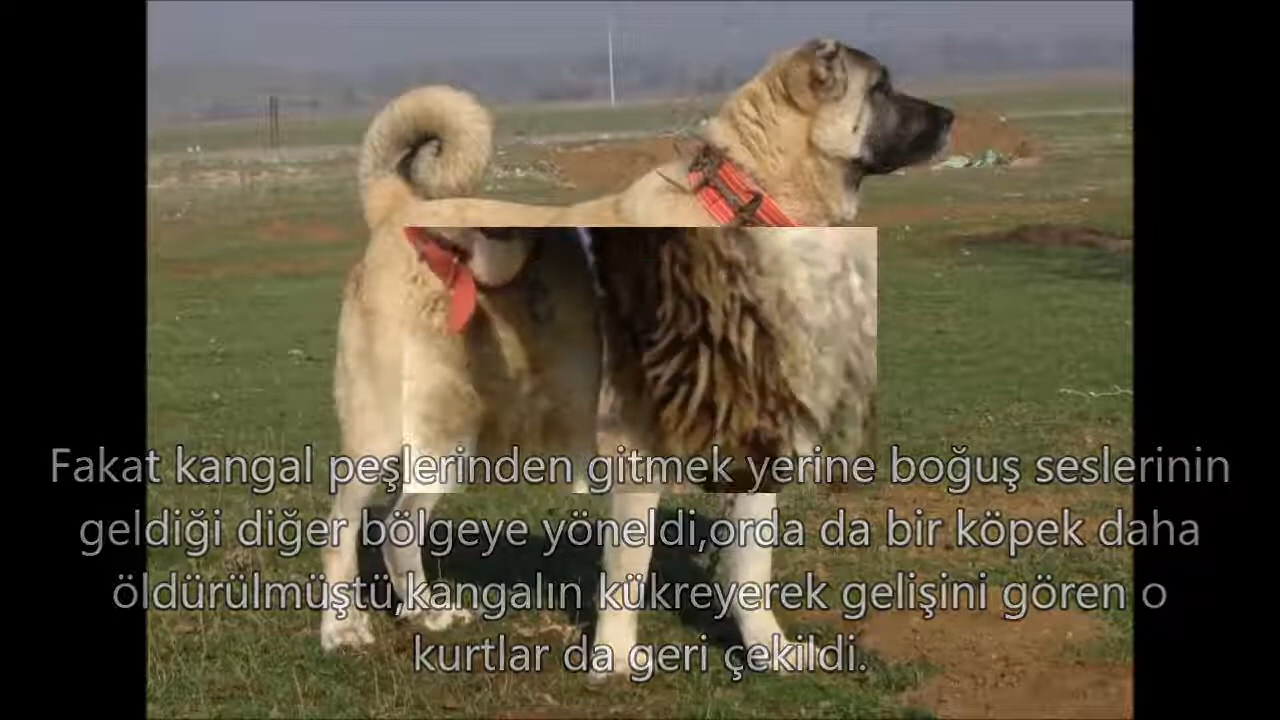 Fakat kangal peşlerinden gitmek yerine boğuş seslerinin
geldiği diğer bölgeye yöneldi,orda da bir köpek daha
öldürülmüştü,kangalın kükreyerek gelişini gören o
kurtlar da geri çekildi.